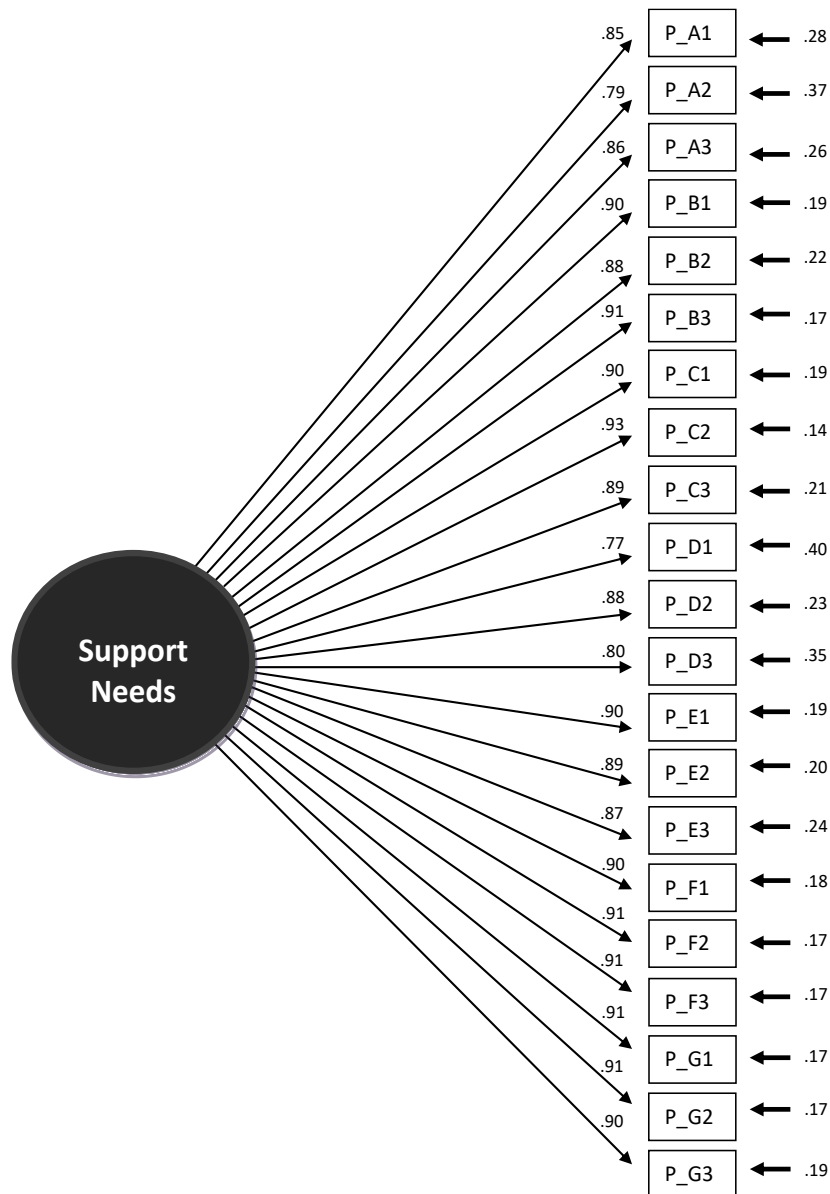 .85 P_A1 .28
.79 P_A2 .37
.86 P_A3 .26
.90 P_B1 .19
.88 P_B2 .22
.91 P_B3 .17
.90 P_C1 .19
.93 P_C2 .14
.89 P_C3 .21
.77 P_D1 .40
.88 P_D2 .23
.80 P_D3 .35
Support
Needs
.90 P_E1 .19
.89 P_E2 .20
.87 P_E3 .24
.90 P_F1 .18
.91 P_F2 .17
.91 P_F3 .17
.91 P_G1 .17
.91 P_G2 .17
.90 P_G3 .19